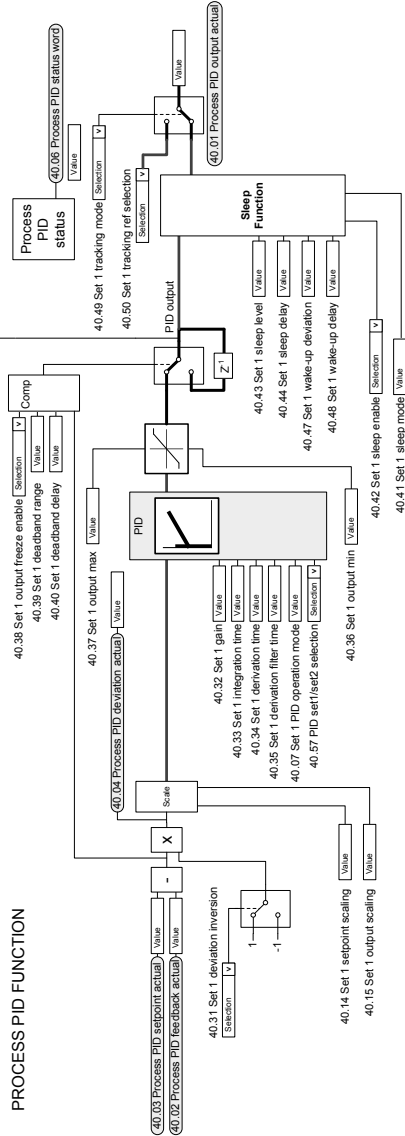 PROCESS PID FUNCTION
40.03 Process PID setpoint actual Value
40.02 Process PID feedback actual Value
-
X
40.04 Process PID deviation actual Value
40.31 Set 1 deviation inversion
Selection v
1
-1
Scale
40.14 Set 1 setpoint scaling Value
40.15 Set 1 output scaling Value
PID
40.32 Set 1 gain Value
40.33 Set 1 integration time Value
40.34 Set 1 derivation time Value
40.35 Set 1 derivation filter time Value
40.07 Set 1 PID operation mode Value
40.57 PID set1/set2 selection Selection v
40.38 Set 1 output freeze enable Selection v
40.39 Set 1 deadband range Value
40.40 Set 1 deadband delay Value
Comp
40.37 Set 1 output max Value
40.36 Set 1 output min Value
Z-1
PID output
Process
PID
status
40.06 Process PID status word
Value
40.49 Set 1 tracking mode Selection v
40.50 Set 1 tracking ref selection
Selection v
Value
40.01 Process PID output actual
Sleep
Function
40.43 Set 1 sleep level Value
40.44 Set 1 sleep delay Value
40.47 Set 1 wake-up deviation Value
40.48 Set 1 wake-up delay Value
40.42 Set 1 sleep enable Selection v
40.41 Set 1 sleep mode Value